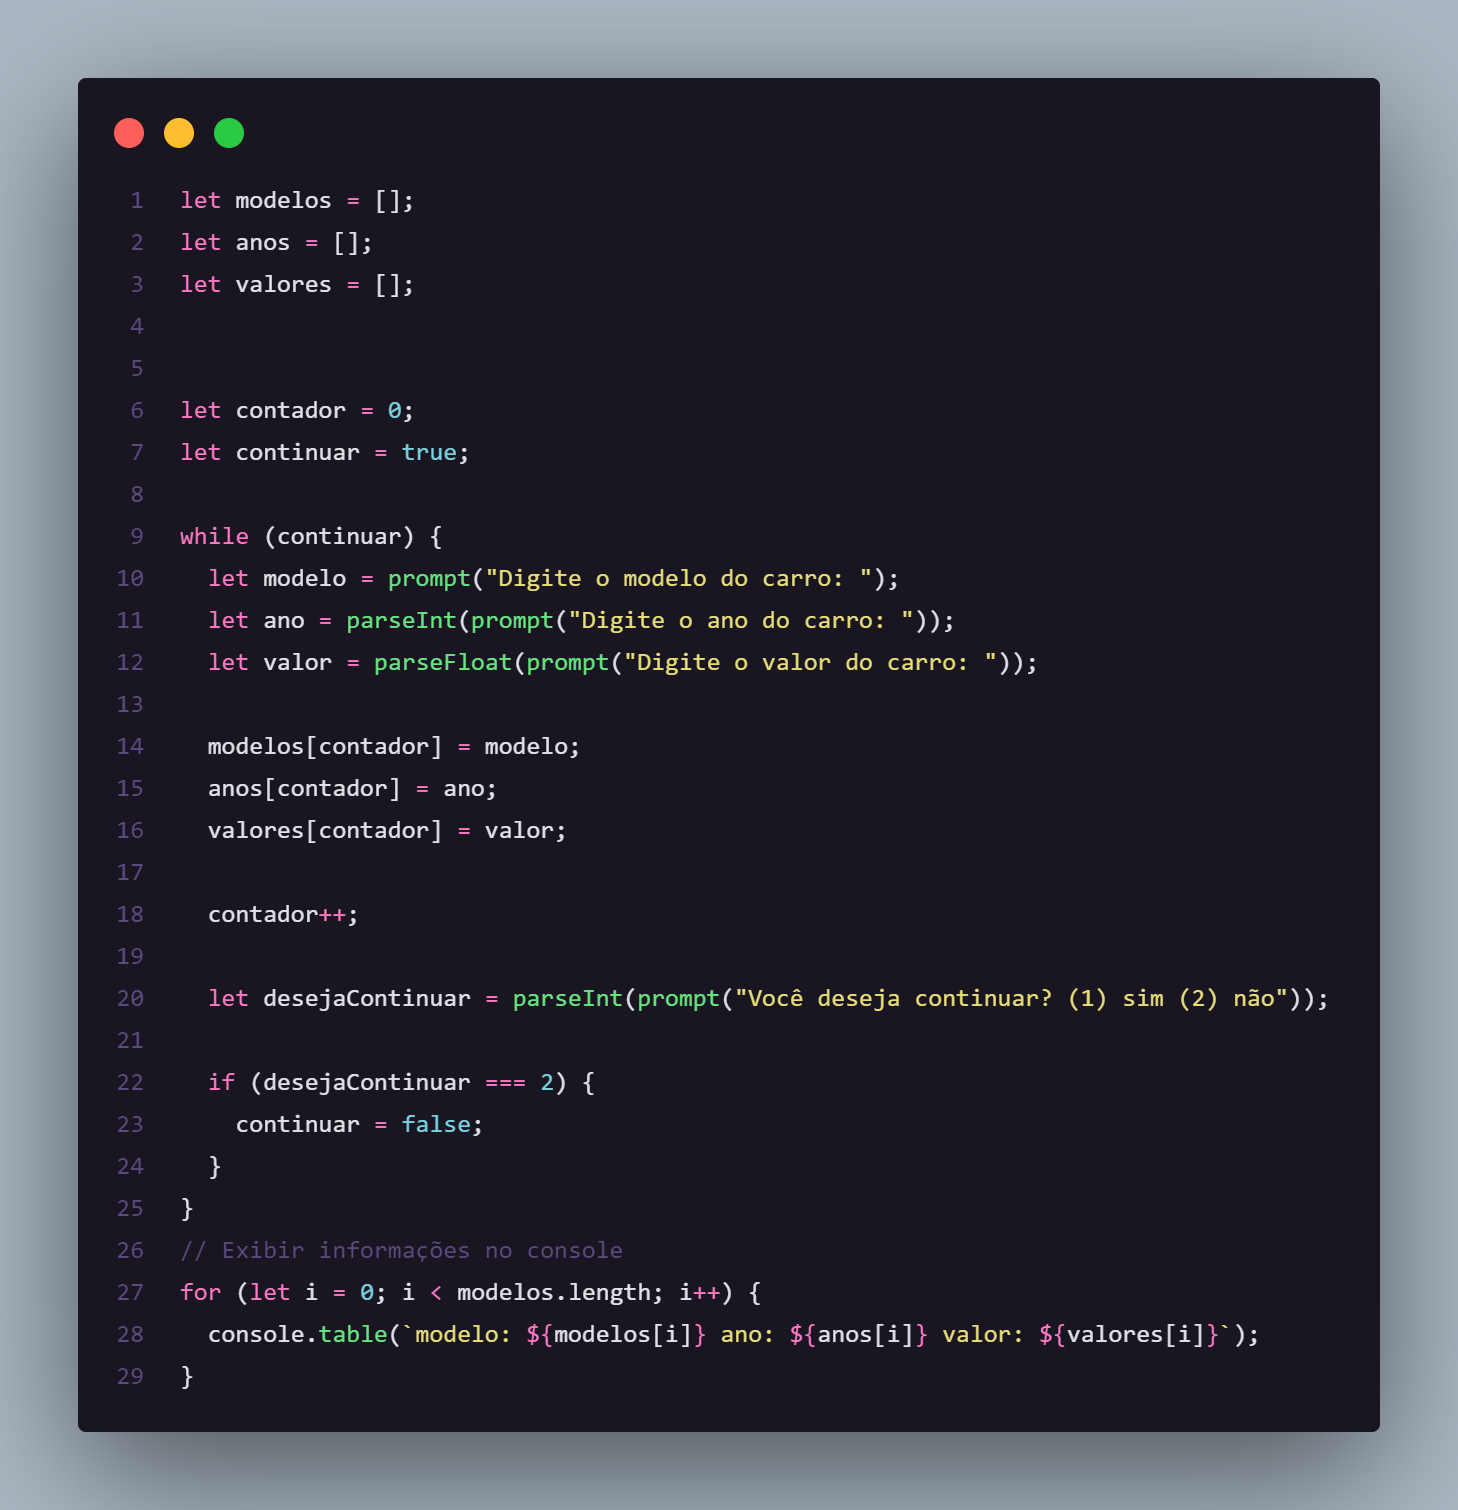 1 let modelos = [];
2 let anos = [];
3 let valores = [];
4
5
6 let contador = 0;
7 let continuar = true;
8
9 while (continuar) {
10   let modelo = prompt("Digite o modelo do carro: ");
11   let ano = parseInt(prompt("Digite o ano do carro: "));
12   let valor = parseFloat(prompt("Digite o valor do carro: "));
13
14   modelos[contador] = modelo;
15   anos[contador] = ano;
16   valores[contador] = valor;
17
18   contador++;
19
20   let desejaContinuar = parseInt(prompt("Você deseja continuar? (1) sim (2) não"));
21
22   if (desejaContinuar === 2) {
23     continuar = false;
24   }
25 }
26 // Exibir informações no console
27 for (let i = 0; i < modelos.length; i++) {
28   console.table(`modelo: ${modelos[i]} ano: ${anos[i]} valor: ${valores[i]}`);
29 }